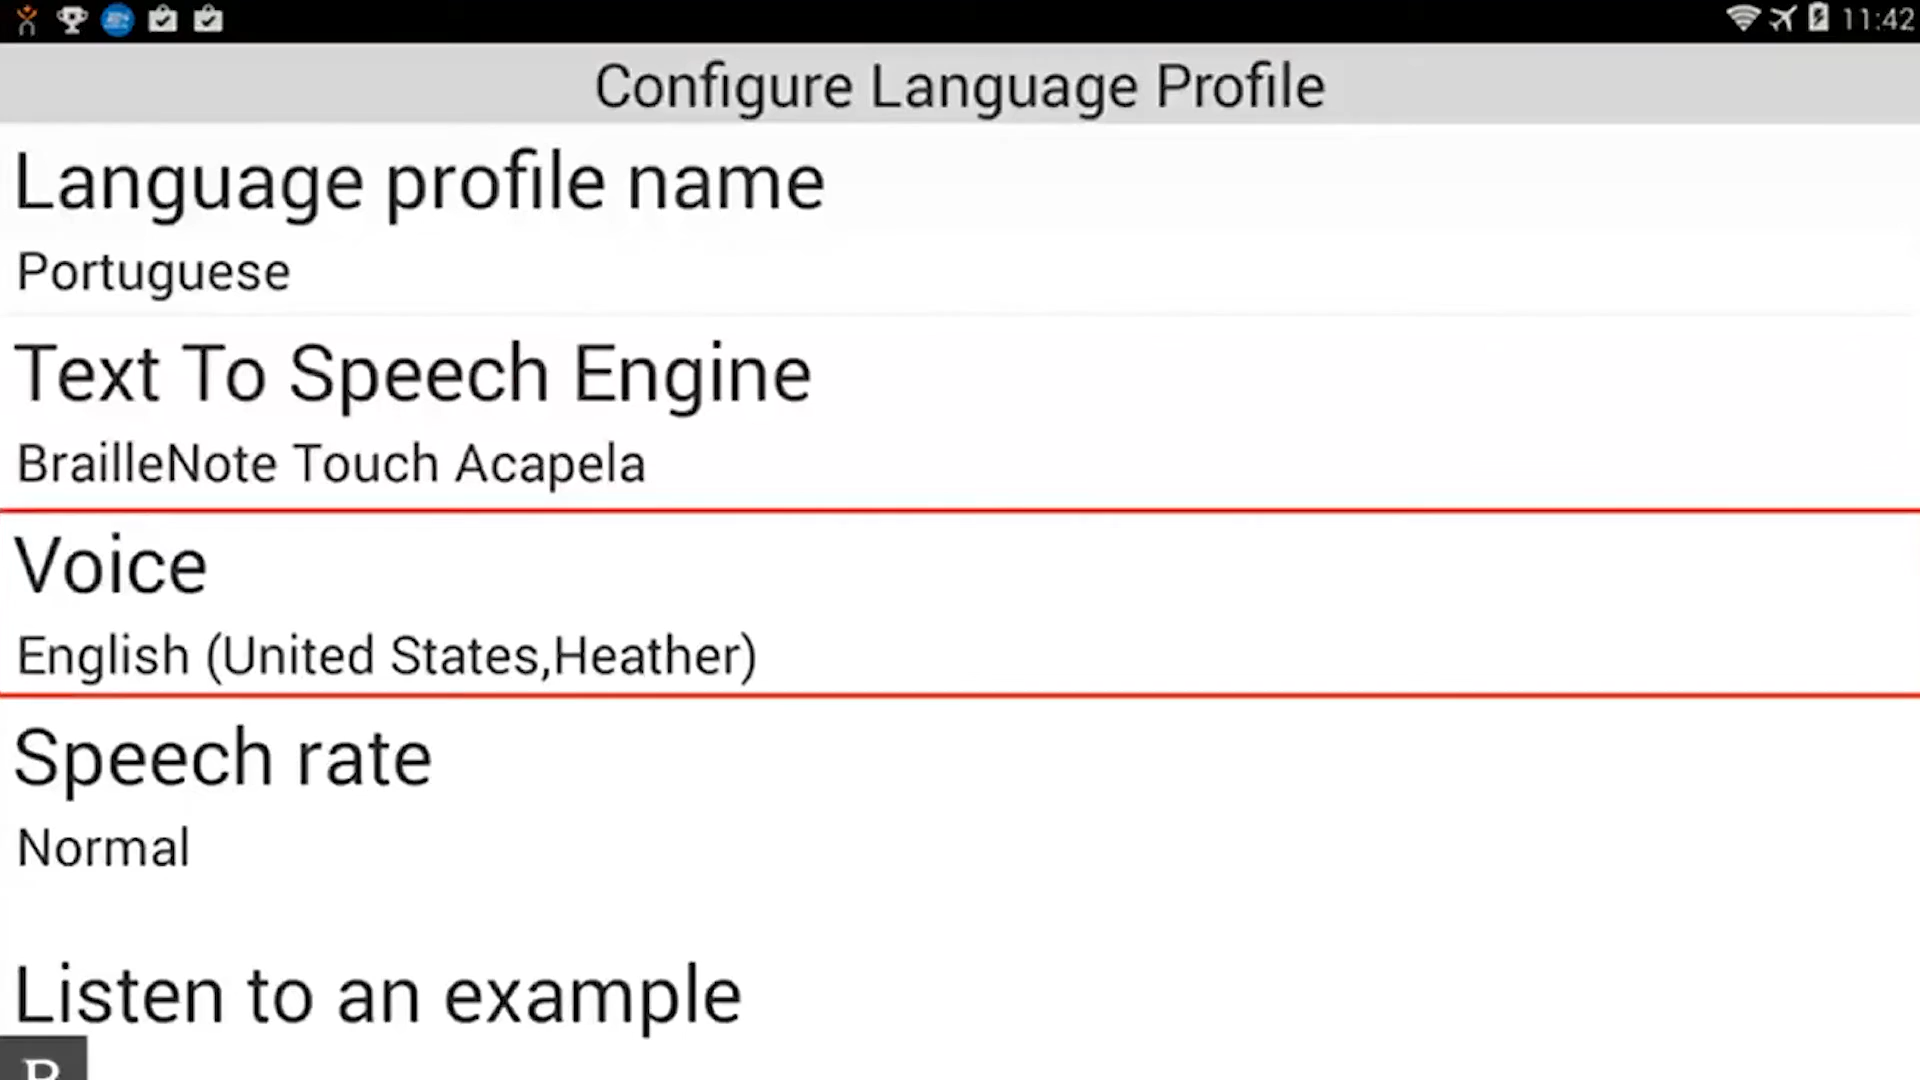 11:42
Configure Language Profile
Language profile name
Portuguese
Text To Speech Engine
BrailleNote Touch Acapela
Voice
English (United States,Heather)
Speech rate
Normal
Listen to an example